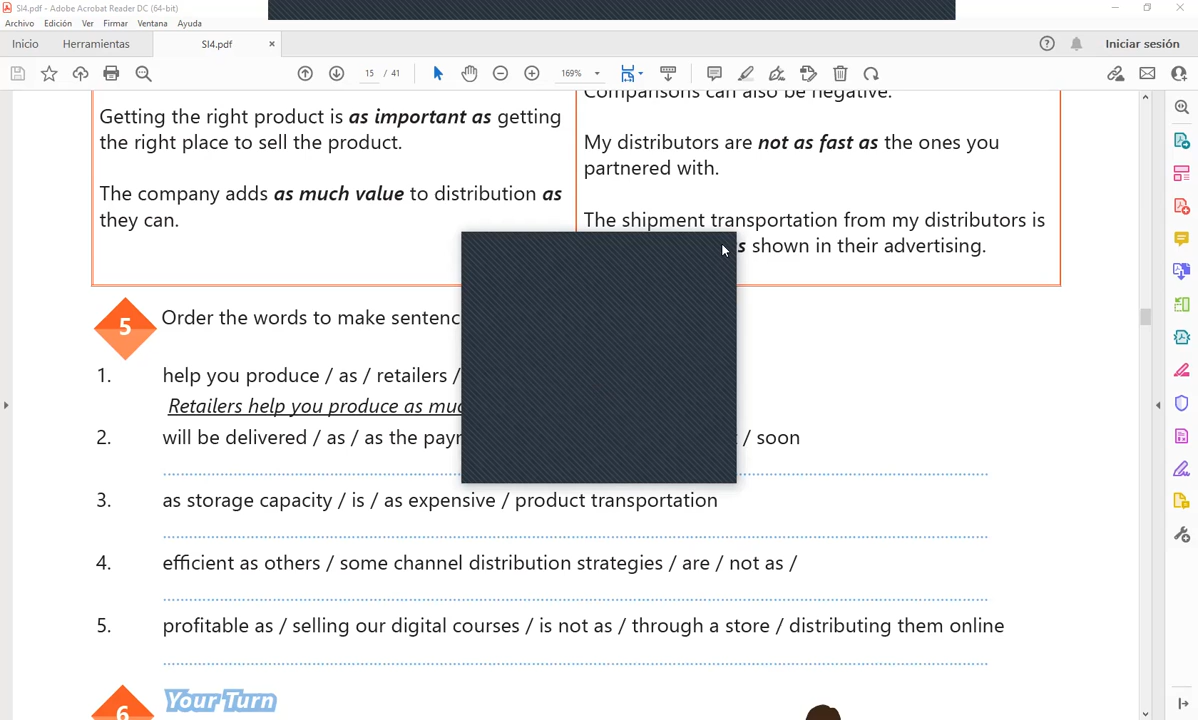 SI4.pdf - Adobe Acrobat Reader DC (64-bit)
Archivo Edición Ver Firmar Ventana Ayuda
Inicio Herramientas SI4.pdf × Iniciar sesión
15 / 41 169%
Comparisons can also be negative.
Getting the right product is as important as getting
the right place to sell the product.
The company adds as much value to distribution as
they can.
My distributors are not as fast as the ones you
partnered with.
The shipment transportation from my distributors is
shown in their advertising.
5 Order the words to make
1. help you produce / as / retailers /
Retailers help you produce as
2. will be delivered / as / as the / soon
3. as storage capacity / is / as expensive / product transportation
4. efficient as others / some channel distribution strategies / are / not as /
5. profitable as / selling our digital courses / is not as / through a store / distributing them online
6 Your Turn